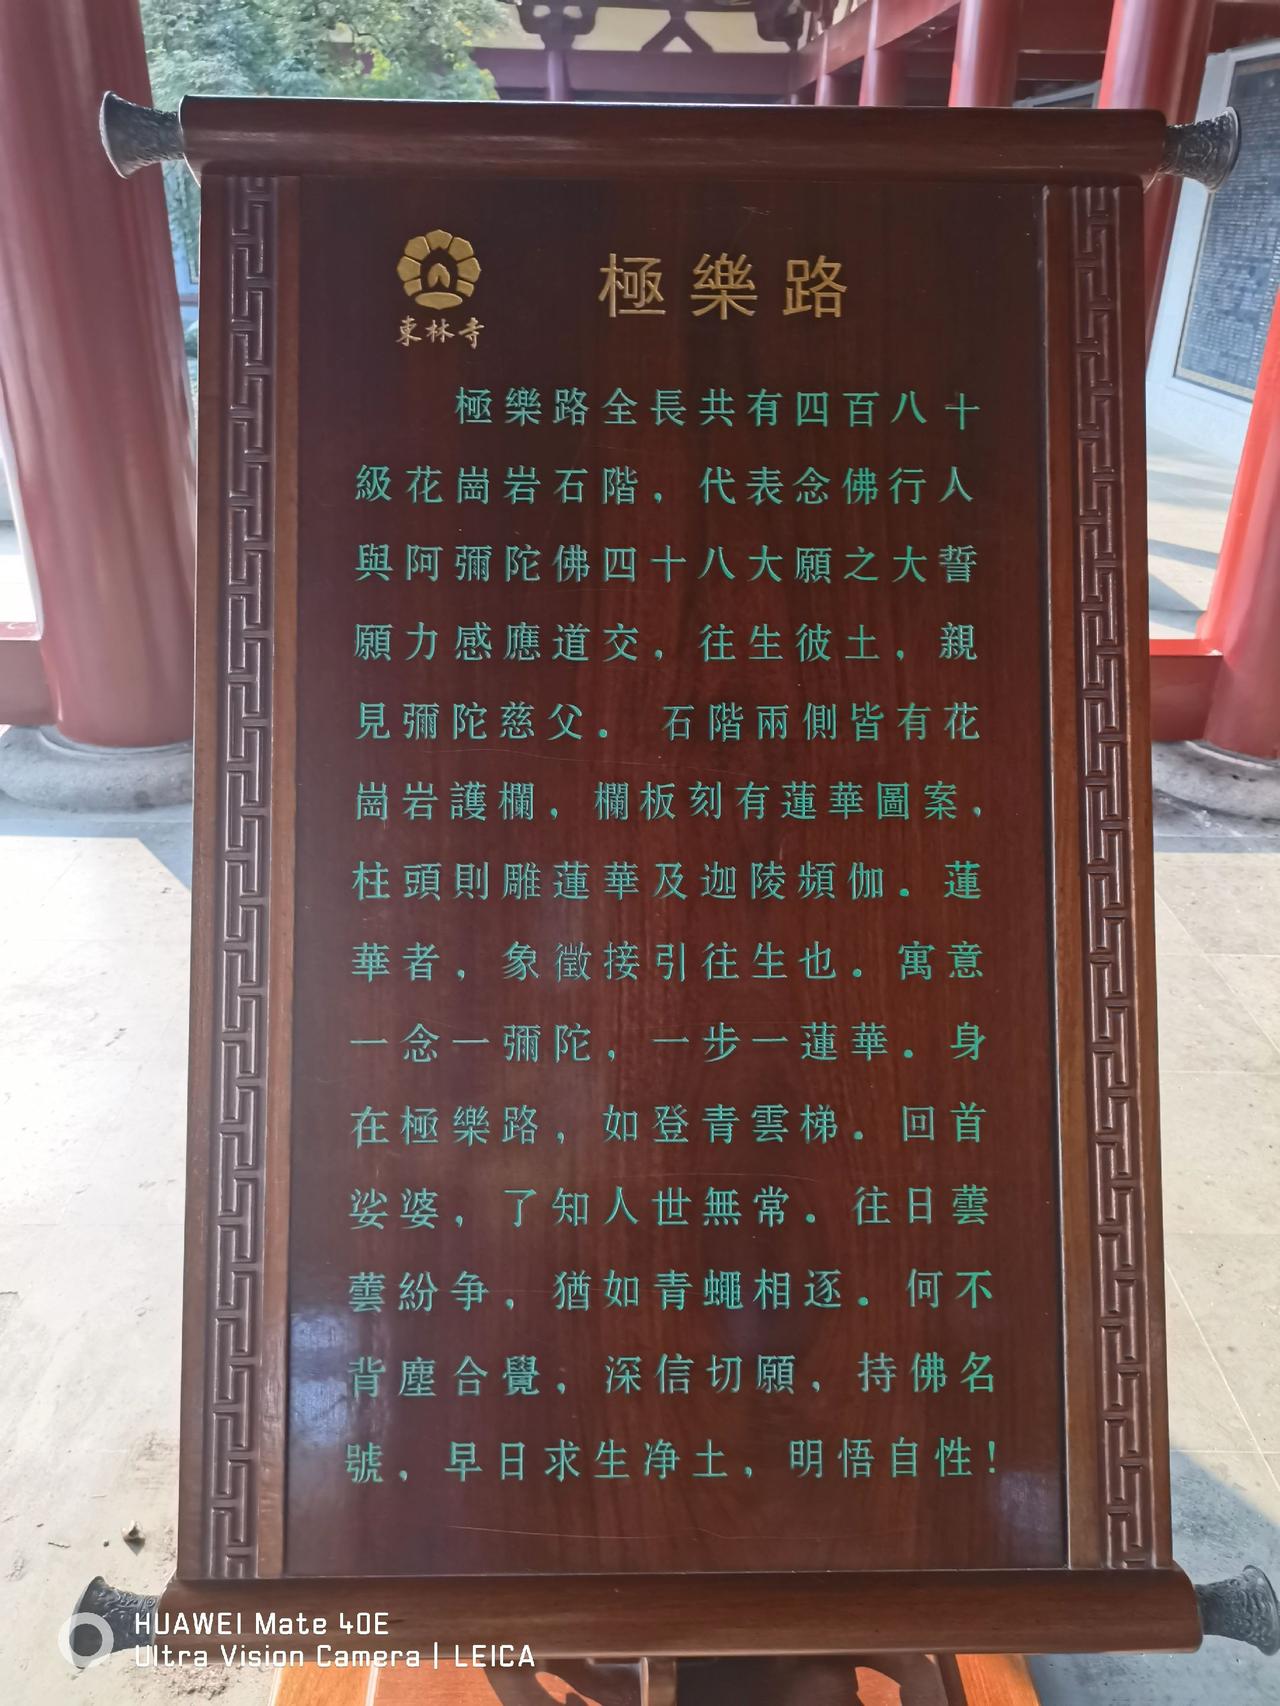 極樂路
東林寺
極樂路全長共有四百八十
級花崗岩石階，代表念佛行人
與阿彌陀佛四十八大願之大誓
願力感應道交，往生彼土，親
見彌陀慈父。石階兩側皆有花
崗岩護欄，欄板刻有蓮華圖案，
柱頭則雕蓮華及迦陵頻伽。蓮
華者，象徵接引往生也。寓意
一念一彌陀，一步一蓮華。身
在極樂路，如登青雲梯。回首
娑婆，了知人世無常。往日蕓
蕓紛争，猶如青蠅相逐。何不
背塵合覺，深信切願，持佛名
號，早日求生净土，明悟自性！
HUAWEI Mate 40E
Ultra Vision Camera | LEICA